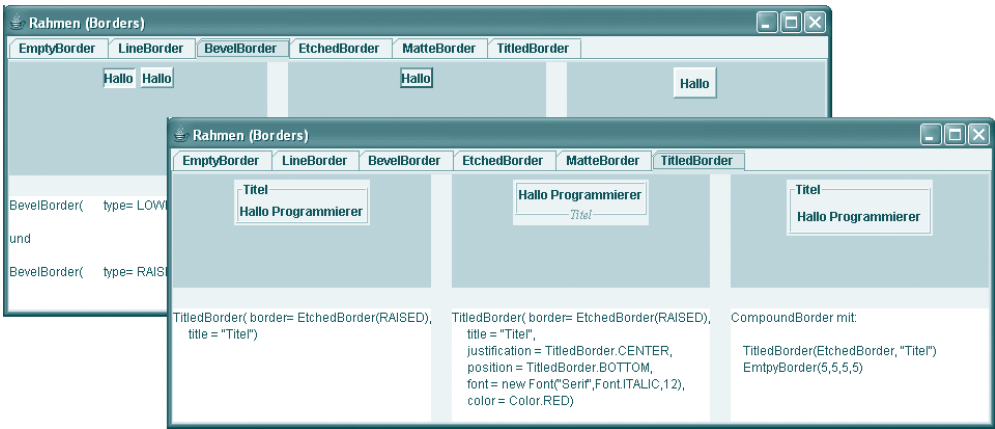 Rahmen (Borders)
EmptyBorder LineBorder BevelBorder EtchedBorder MatteBorder TitledBorder
Hallo Hallo Hallo Hallo
BevelBorder( type= LOW
und
BevelBorder( type= RAIS
Rahmen (Borders)
EmptyBorder LineBorder BevelBorder EtchedBorder MatteBorder TitledBorder
Titel
Hallo Programmierer
Hallo Programmierer
Titel
Titel
Hallo Programmierer
TitledBorder( border= EtchedBorder(RAISED),
title = "Titel")
TitledBorder( border= EtchedBorder(RAISED),
title = "Titel",
justification = TitledBorder.CENTER,
position = TitledBorder.BOTTOM,
font = new Font("Serif",Font.ITALIC,12),
color = Color.RED)
CompoundBorder mit:
TitledBorder(EtchedBorder, "Titel")
EmtpyBorder(5,5,5,5)